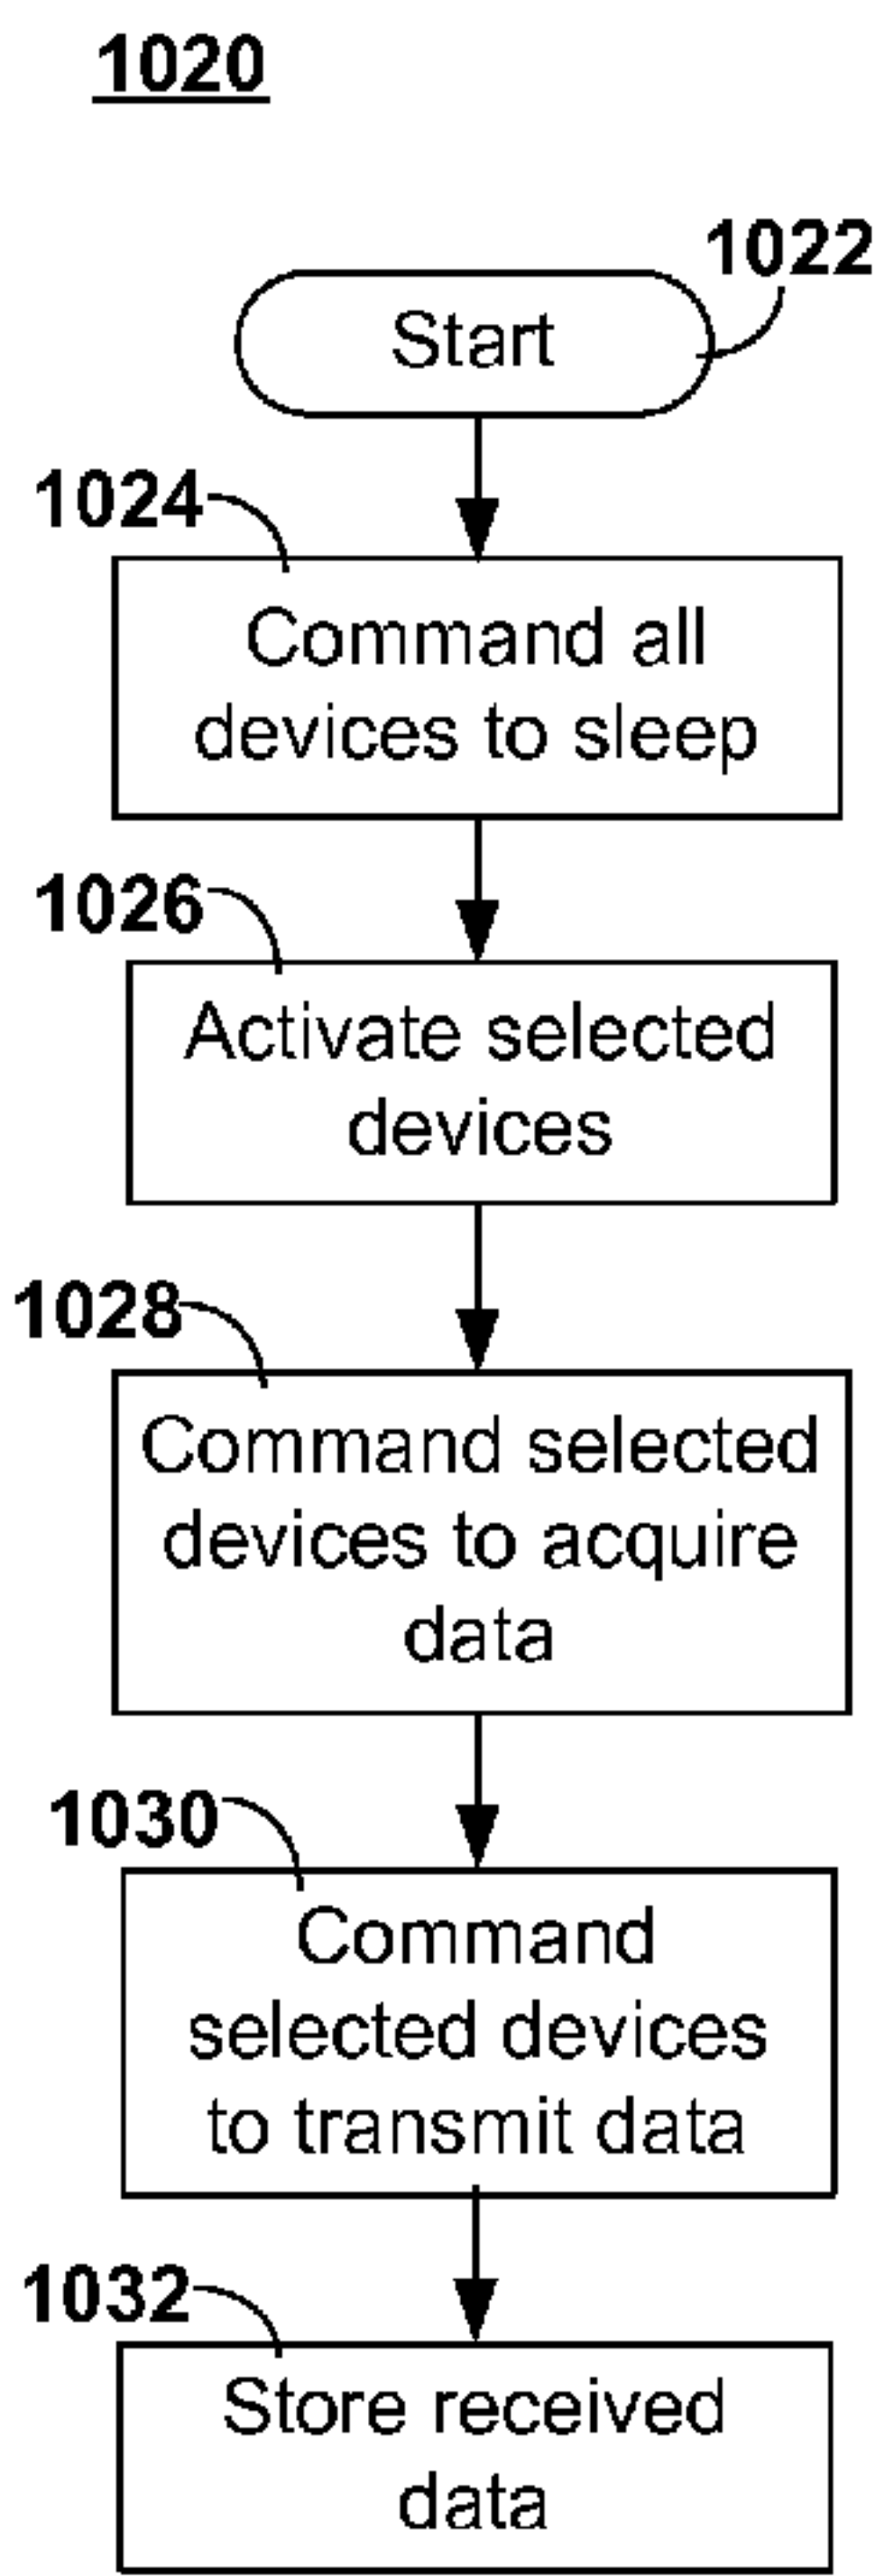 1020
1022
Start
1024
Command all
devices to sleep
1026
Activate selected
devices
1028
Command selected
devices to acquire
data
1030
Command
selected devices
to transmit data
1032
Store received
data